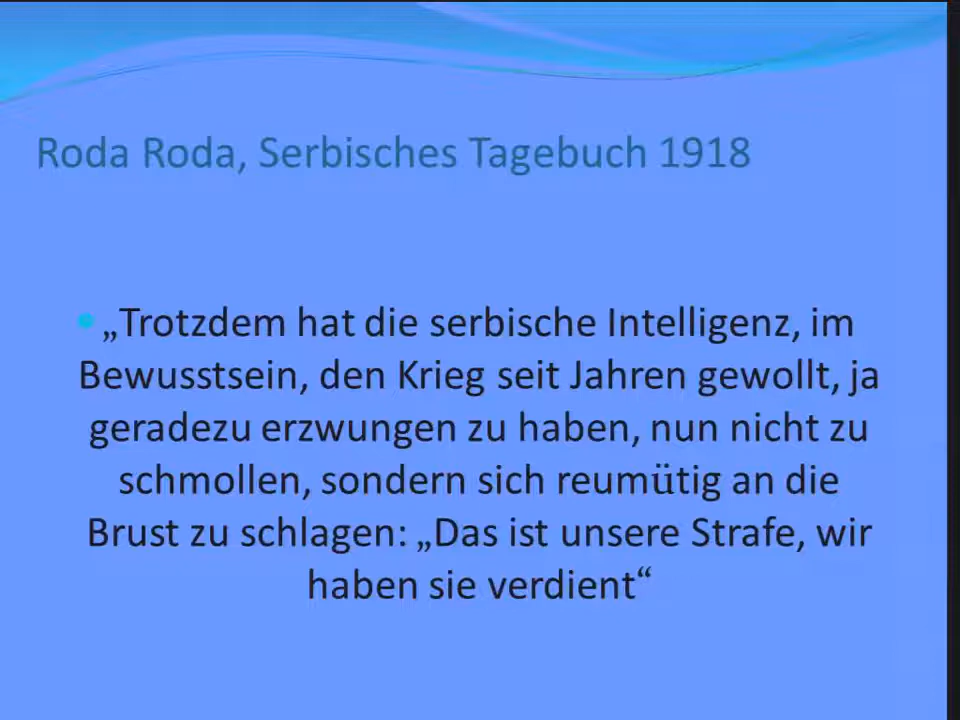 Roda Roda, Serbisches Tagebuch 1918
„Trotzdem hat die serbische Intelligenz, im
Bewusstsein, den Krieg seit Jahren gewollt, ja
geradezu erzwungen zu haben, nun nicht zu
schmollen, sondern sich reumütig an die
Brust zu schlagen: „Das ist unsere Strafe, wir
haben sie verdient“